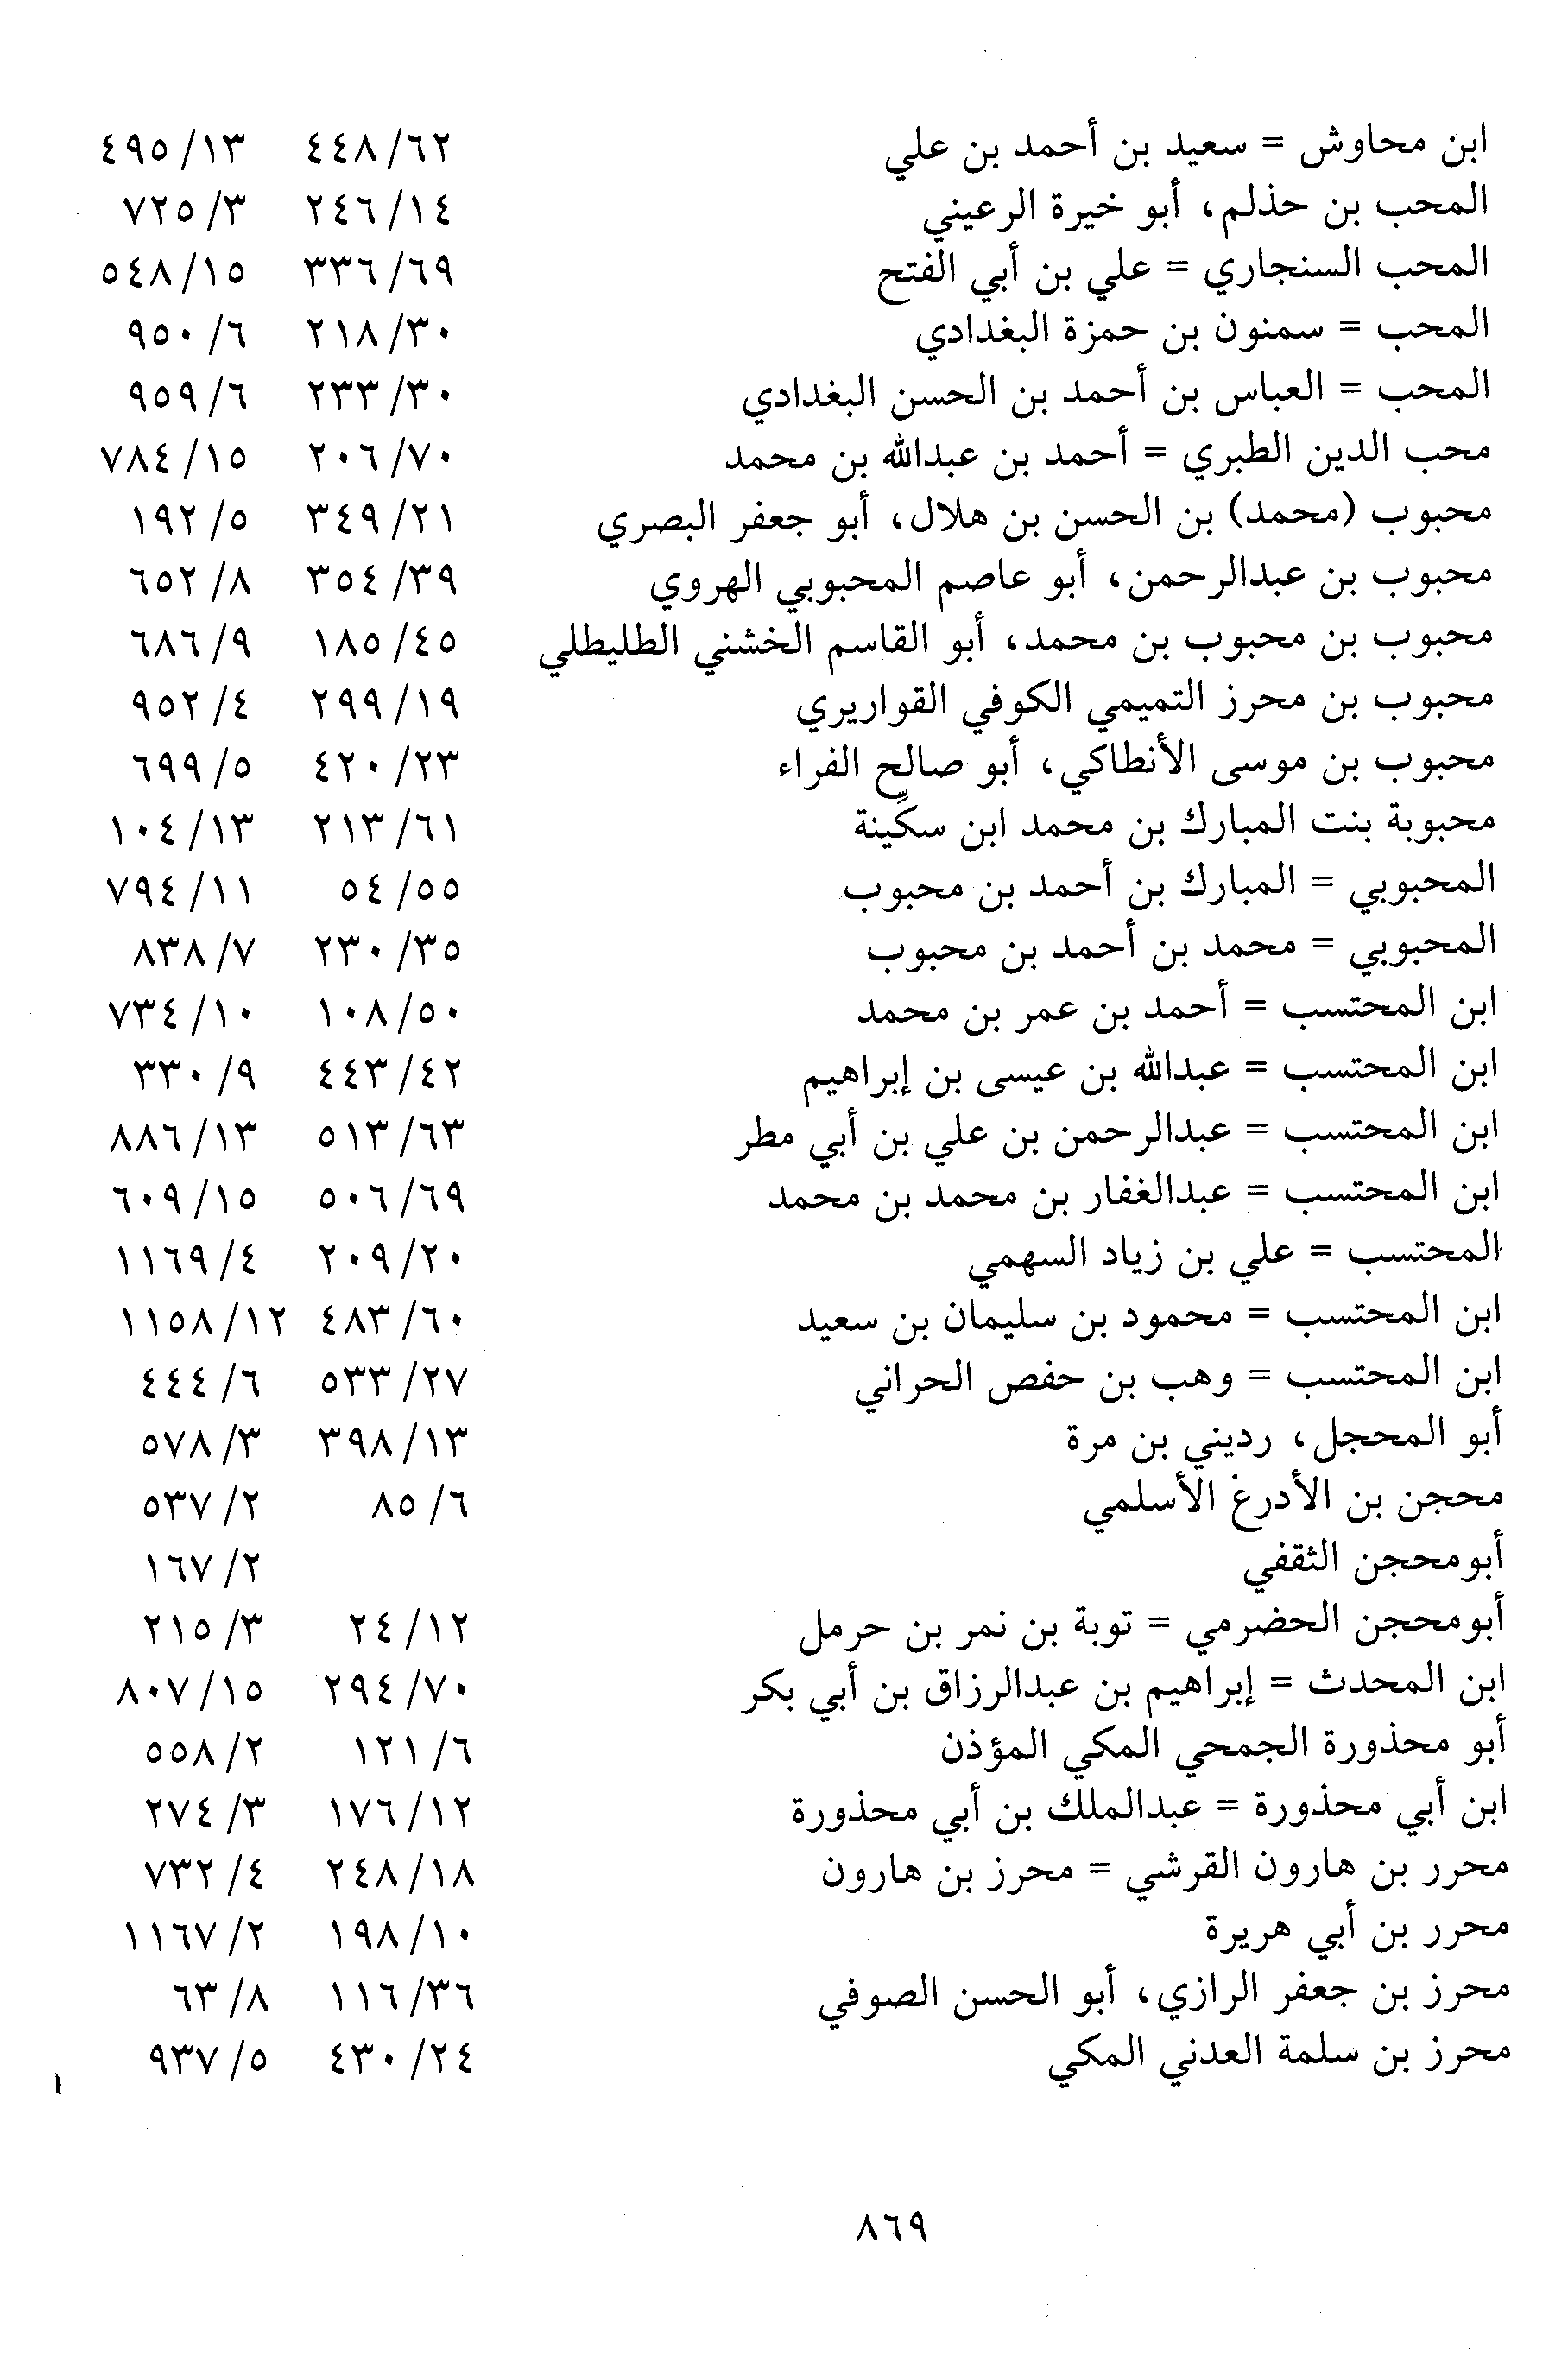 ابن محاوش = سعيد بن أحمد بن علي ٤٤٨/٦٢ ٤٩٥/١٣
المحب بن حذلم، أبو خيرة الرعيني ٢٤٦/١٤ ٧٢٥/٣
المحب السنجاري = علي بن أبي الفتح ٣٣٦/٦٩ ٥٤٨/١٥
المحب = سمنون بن حمزة البغدادي ٢١٨/٣٠ ٩٥٠/٦
المحب = العباس بن أحمد بن الحسن البغدادي ٢٣٣/٣٠ ٩٥٩/٦
محب الدين الطبري = أحمد بن عبدالله بن محمد ٢٠٦/٧٠ ٧٨٤/١٥
محبوب (محمد) بن الحسن بن هلال، أبو جعفر البصري ٣٤٩/٢١ ١٩٢/٥
محبوب بن عبدالرحمن، أبو عاصم المحبوبي الهروي ٣٥٤/٣٩ ٦٥٢/٨
محبوب بن محبوب بن محمد، أبو القاسم الخشني الطليطلي ١٨٥/٤٥ ٦٨٦/٩
محبوب بن محرز التميمي الكوفي القواريري ٢٩٩/١٩ ٩٥٢/٤
محبوب بن موسى الأنطاكي، أبو صالح الفراء ٤٢٠/٢٣ ٦٩٩/٥
محبوبة بنت المبارك بن محمد ابن سكِّينة ٢١٣/٦١ ١٠٤/١٣
المحبوبي = المبارك بن أحمد بن محبوب ٥٤/٥٥ ٧٩٤/١١
المحبوبي = محمد بن أحمد بن محبوب ٢٣٠/٣٥ ٨٣٨/٧
ابن المحتسب = أحمد بن عمر بن محمد ١٠٨/٥٠ ٧٣٤/١٠
ابن المحتسب = عبدالله بن عيسى بن إبراهيم ٤٤٣/٤٢ ٣٣٠/٩
ابن المحتسب = عبدالرحمن بن علي بن أبي مطر ٥١٣/٦٣ ٨٨٦/١٣
ابن المحتسب = عبدالغفار بن محمد بن محمد ٥٠٦/٦٩ ٦٠٩/١٥
المحتسب = علي بن زياد السهمي ٢٠٩/٢٠ ١١٦٩/٤
ابن المحتسب = محمود بن سليمان بن سعيد ٤٨٣/٦٠ ١١٥٨/١٢
ابن المحتسب = وهب بن حفص الحراني ٥٣٣/٢٧ ٤٤٤/٦
أبو المحجل، رديني بن مرة ٣٩٨/١٣ ٥٧٨/٣
محجن بن الأدرغ الأسلمي ٨٥/٦ ٥٣٧/٢
أبومحجن الثقفي ١٦٧/٢
أبومحجن الحضرمي = توبة بن نمر بن حرمل ٢٤/١٢ ٢١٥/٣
ابن المحدث = إبراهيم بن عبدالرزاق بن أبي بكر ٢٩٤/٧٠ ٨٠٧/١٥
أبو محذورة الجمحي المكي المؤذن ١٢١/٦ ٥٥٨/٢
ابن أبي محذورة = عبدالملك بن أبي محذورة ١٧٦/١٢ ٢٧٤/٣
محرر بن هارون القرشي = محرز بن هارون ٢٤٨/١٨ ٧٣٢/٤
محرر بن أبي هريرة ١٩٨/١٠ ١١٦٧/٢
محرز بن جعفر الرازي، أبو الحسن الصوفي ١١٦/٣٦ ٦٣/٨
محرز بن سلمة العدني المكي ٤٣٠/٢٤ ٩٣٧/٥
٨٦٩